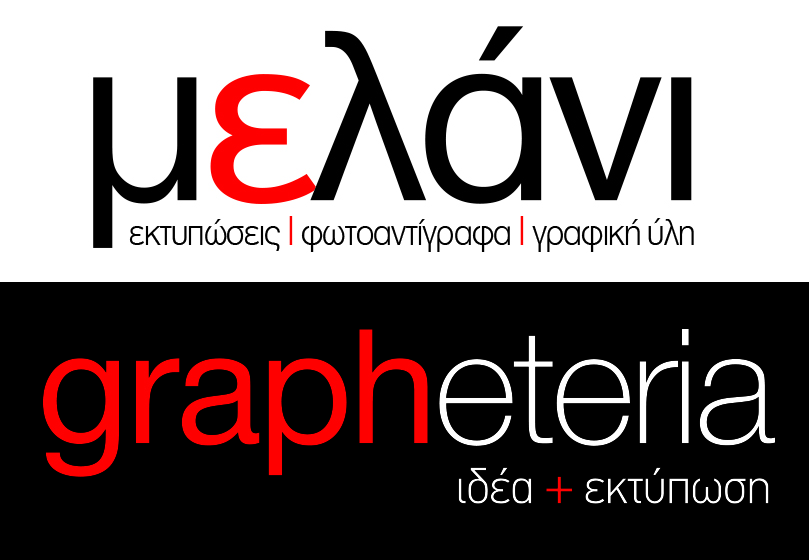 μελάνι
εκτυπώσεις | φωτοαντίγραφα | γραφική ύλη
grapheteria
ιδέα + εκτύπωση